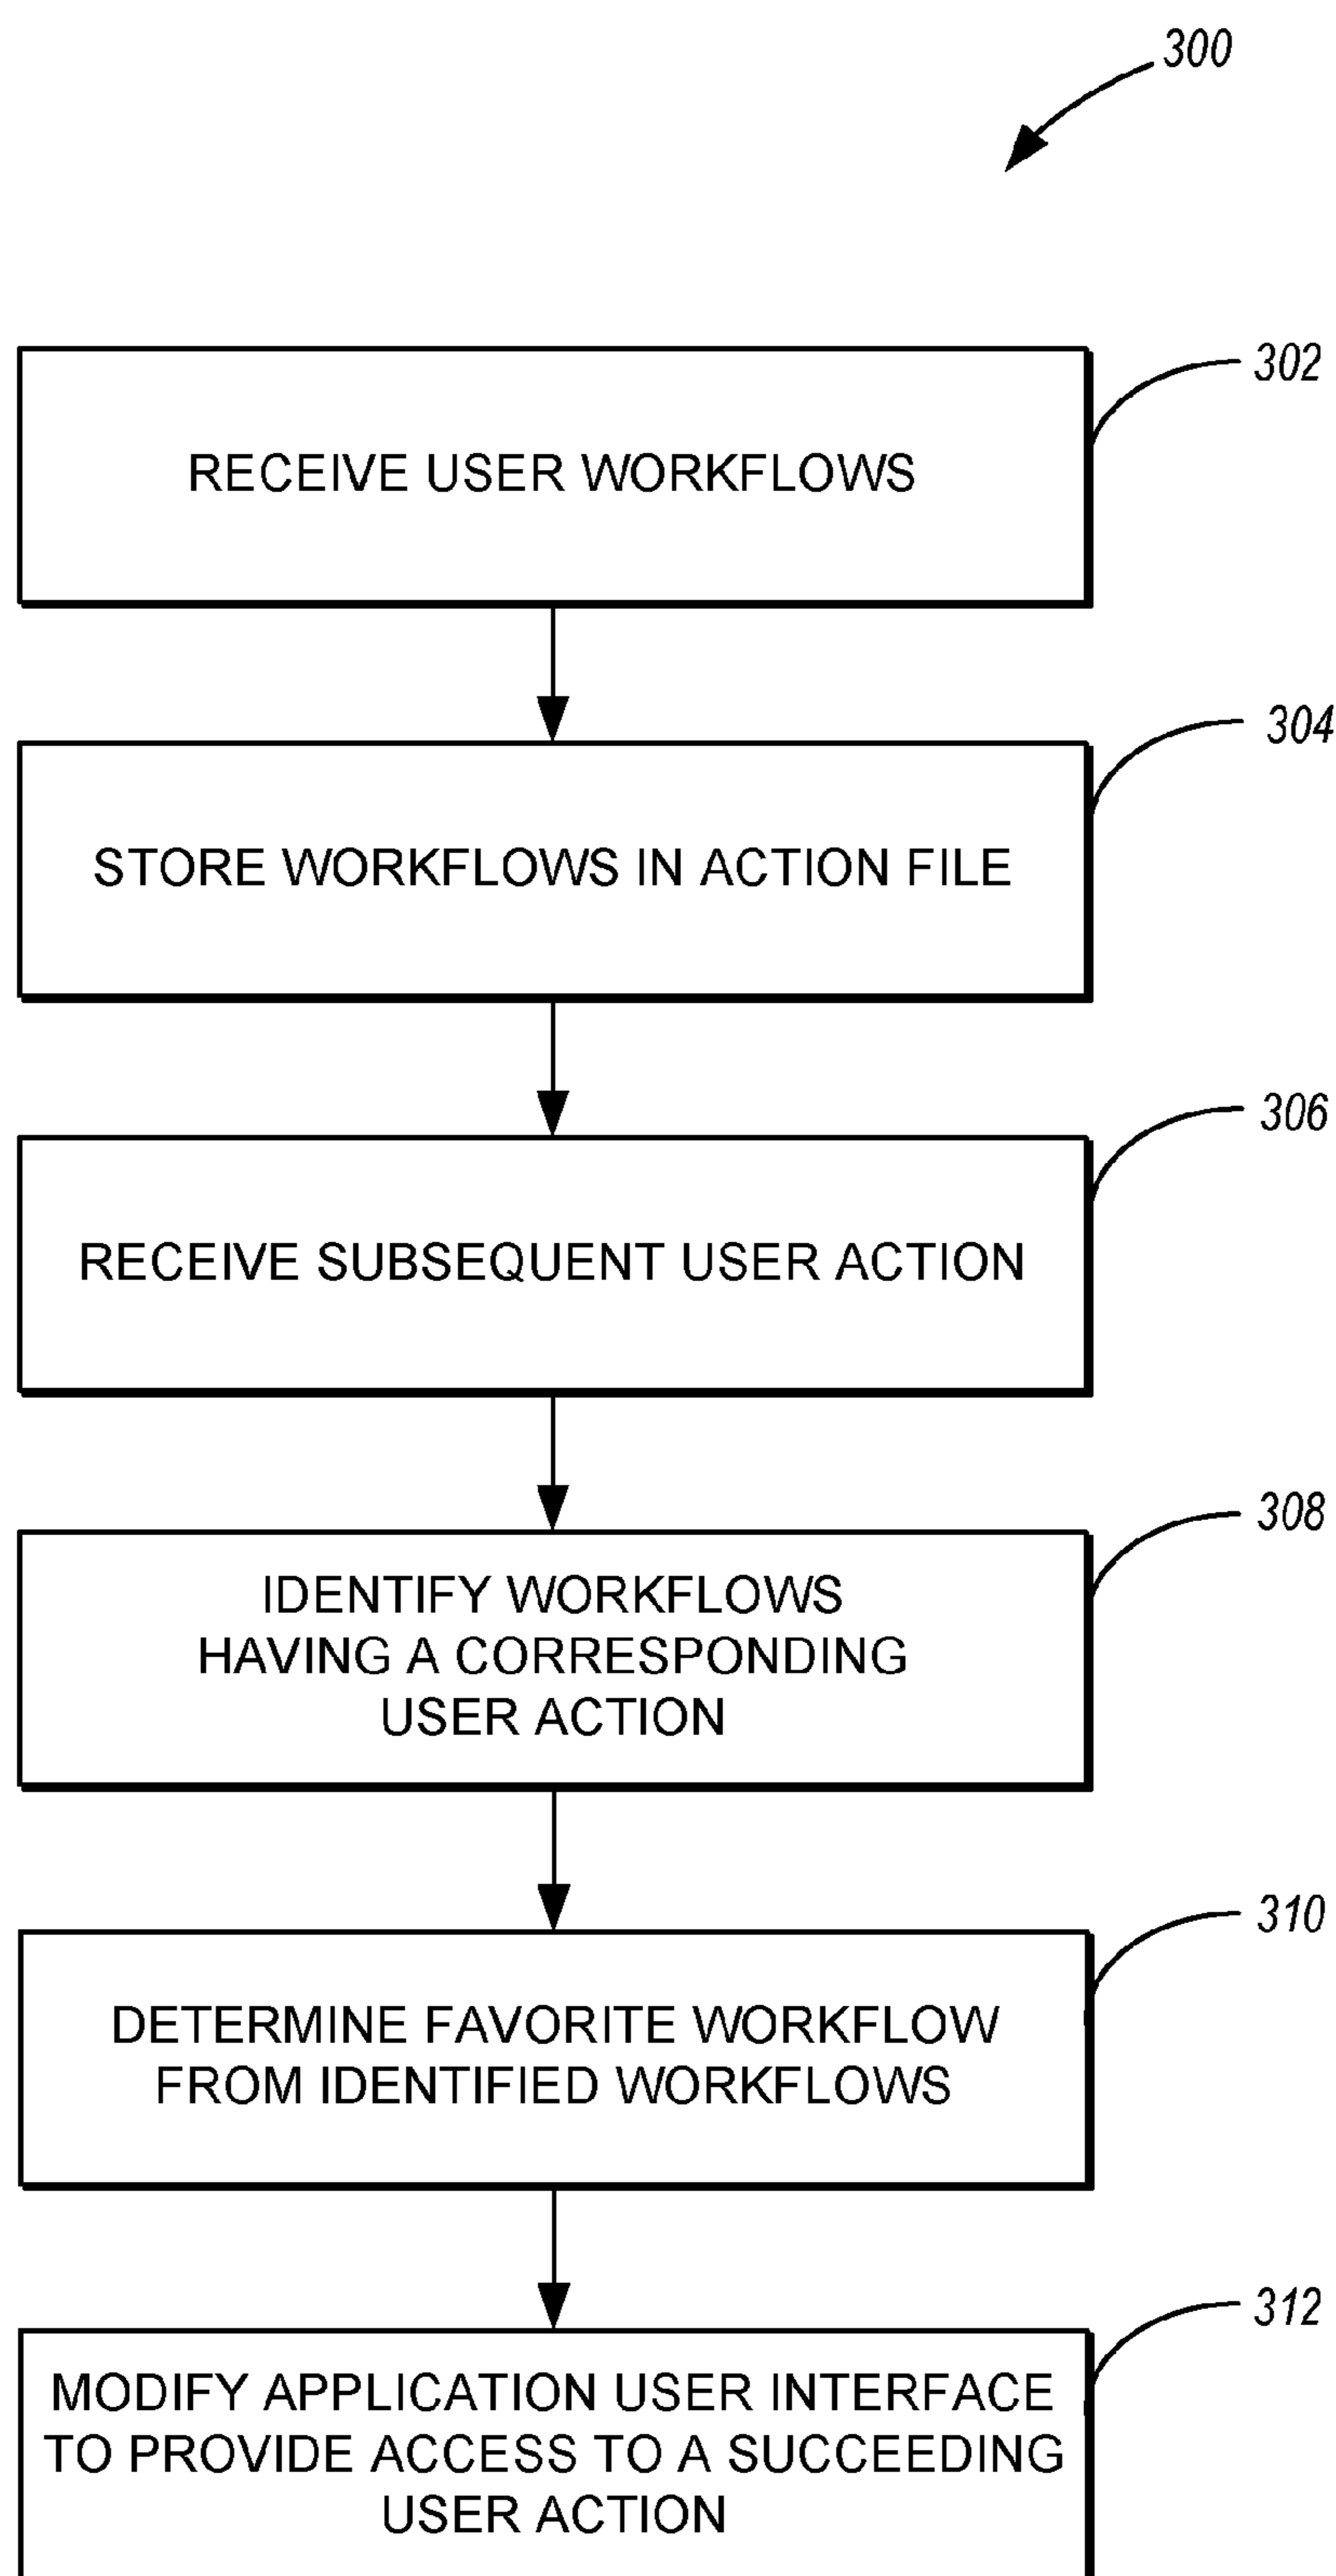 300
302
RECEIVE USER WORKFLOWS
304
STORE WORKFLOWS IN ACTION FILE
306
RECEIVE SUBSEQUENT USER ACTION
308
IDENTIFY WORKFLOWS
HAVING A CORRESPONDING
USER ACTION
310
DETERMINE FAVORITE WORKFLOW
FROM IDENTIFIED WORKFLOWS
312
MODIFY APPLICATION USER INTERFACE
TO PROVIDE ACCESS TO A SUCCEEDING
USER ACTION